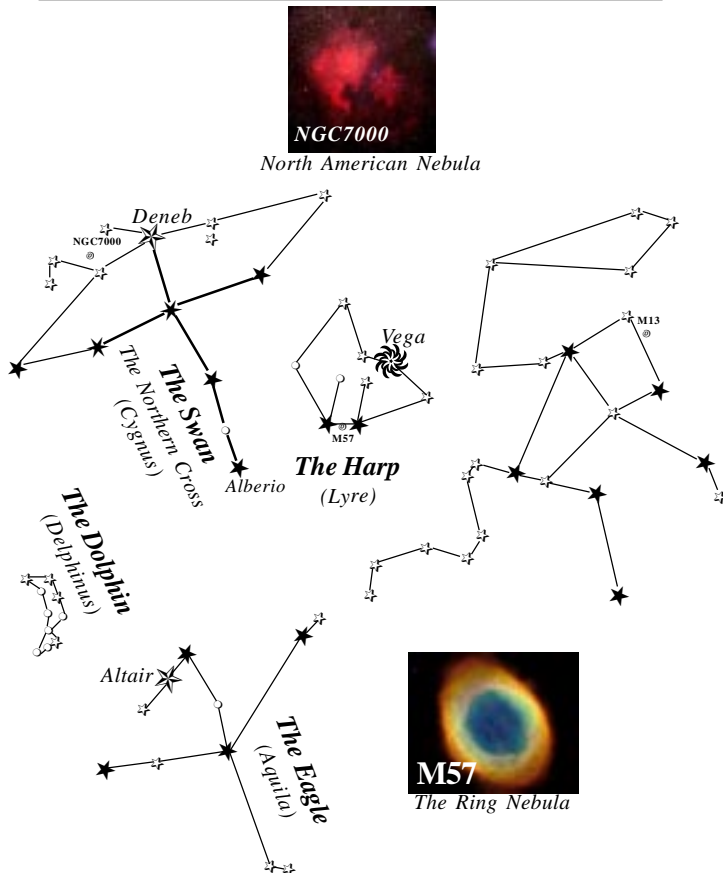 NGC7000
North American Nebula
Deneb
NGC7000
M13
Vega
The Swan
The Northern Cross
(Cygnus)
M57
Alberio
The Harp
(Lyre)
The Dolphin
(Delphinus)
Altair
The Eagle
(Aquila)
M57
The Ring Nebula